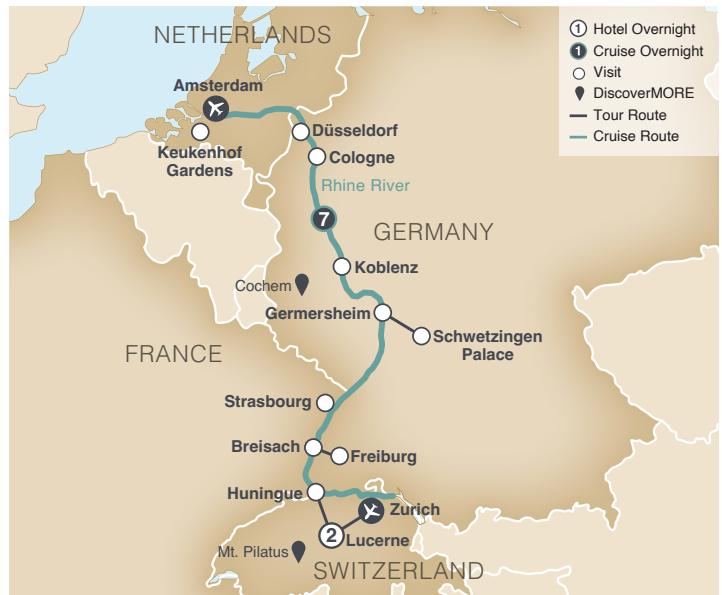 NETHERLANDS
Amsterdam
Keukenhof
Gardens
Düsseldorf
Cologne
Rhine River
7
GERMANY
Koblenz
Cochem
Germersheim
Schwetzingen
Palace
FRANCE
Strasbourg
Breisach
Freiburg
Huningue
Zurich
2
Lucerne
Mt. Pilatus
SWITZERLAND
1 Hotel Overnight
1 Cruise Overnight
Visit
DiscoverMORE
Tour Route
Cruise Route